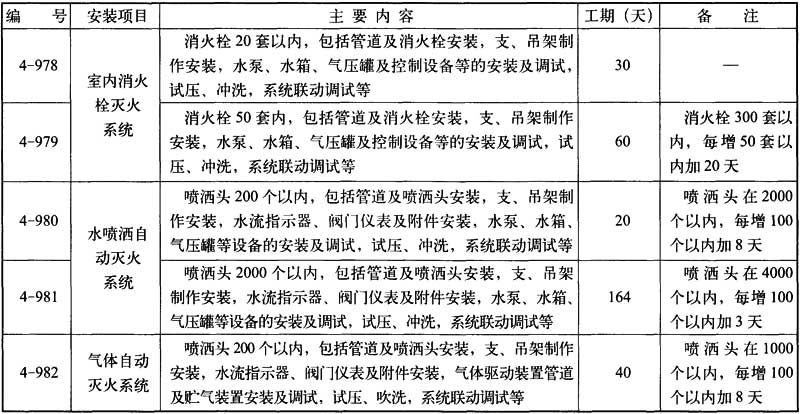 编 号 安装项目 主 要 内 容 工期（天） 备 注
4-978
室内消火
栓灭火
系统
消火栓 20 套以内，包括管道及消火栓安装，支、吊架制
作安装，水泵、水箱、气压罐及控制设备等的安装及调试，
试压、冲洗，系统联动调试等
30
—
4-979
消火栓 50 套内，包括管道及消火栓安装，支、吊架制作
安装，水泵、水箱、气压罐及控制设备等的安装及调试，试
压、冲洗，系统联动调试等
60
消火栓 300 套以
内，每增 50 套以
内加 20 天
4-980
水喷洒自
动灭火
系统
喷洒头 200 个以内，包括管道及喷洒头安装，支、吊架制
作安装，水流指示器、阀门仪表及附件安装，水泵、水箱、
气压罐等设备的安装及调试，试压、冲洗，系统联动调试等
20
喷洒头在 2000
个以内，每增 100
个以内加 8 天
4-981
喷洒头 2000 个以内，包括管道及喷洒头安装，支、吊架
制作安装，水流指示器、阀门仪表及附件安装，水泵、水箱、
气压罐等设备的安装及调试，试压、冲洗，系统联动调试等
164
喷洒头在 4000
个以内，每增 100
个以内加 3 天
4-982
气体自动
灭火系统
喷洒头 200 个以内，包括管道及喷洒头安装，支、吊架制作
安装，水流指示器、阀门仪表及附件安装，气体驱动装置管道
及贮气装置安装及调试，试压、吹洗，系统联动调试等
40
喷洒头在 1000
个以内，每增 100
个以内加 8 天